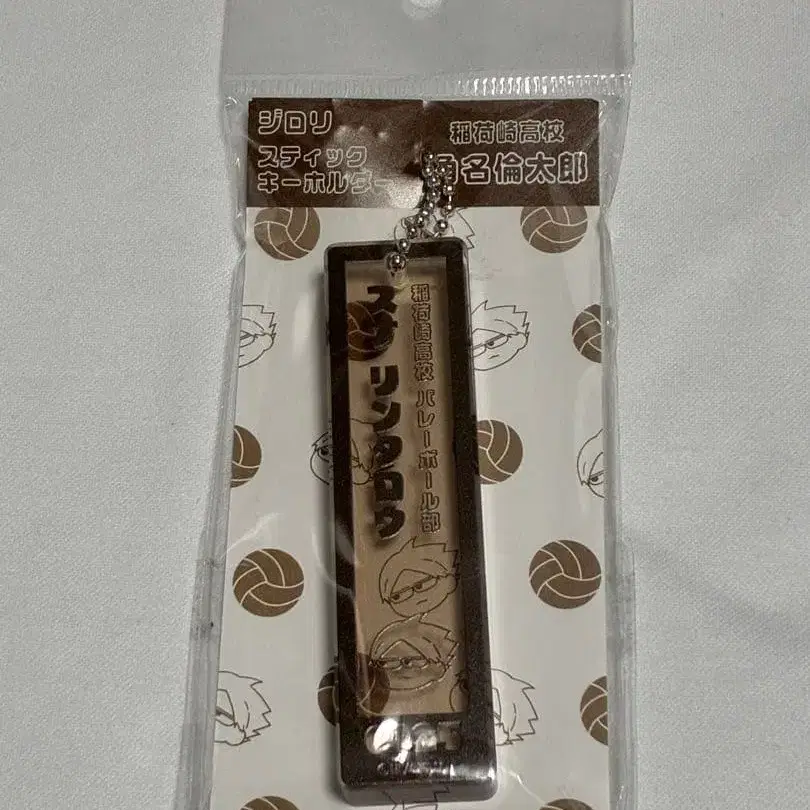 ジロリ
スティック
キーホルダー
稲荷崎高校
角名倫太郎
稲荷崎高校 バレーボール部
スナ リンタロウ